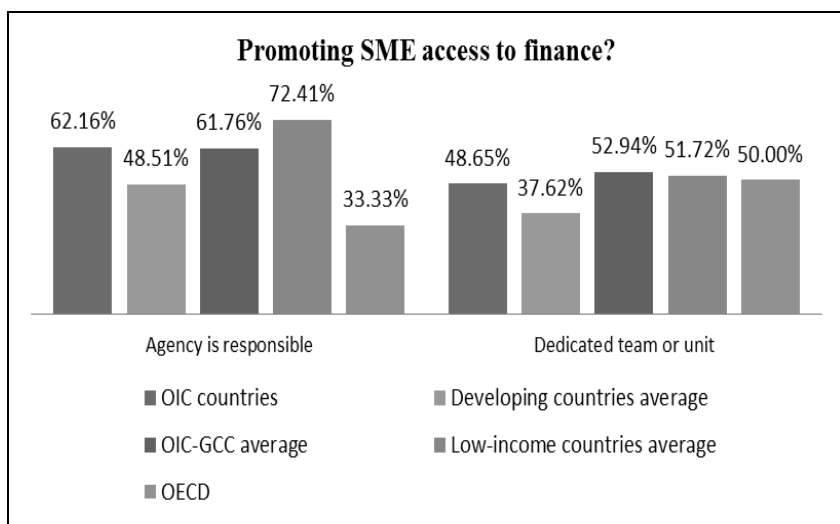 Promoting SME access to finance?
62.16%
48.51%
61.76%
72.41%
33.33%
48.65%
37.62%
52.94%
51.72%
50.00%
Agency is responsible
Dedicated team or unit
OIC countries
Developing countries average
OIC-GCC average
Low-income countries average
OECD